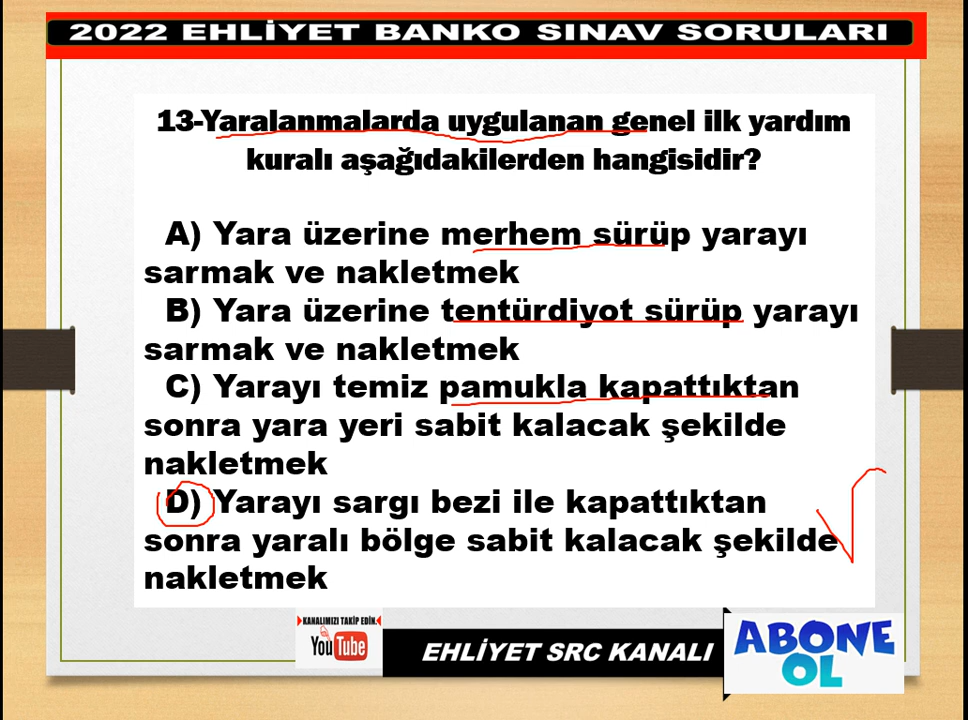 2022 EHLİYET BANKO SINAV SORULARI
13-Yaralanmalarda uygulanan genel ilk yardım
kuralı aşağıdakilerden hangisidir?
A) Yara üzerine merhem sürüp yarayı
sarmak ve nakletmek
B) Yara üzerine tentürdiyot sürüp yarayı
sarmak ve nakletmek
C) Yarayı temiz pamukla kapattıktan
sonra yara yeri sabit kalacak şekilde
nakletmek
D) Yarayı sargı bezi ile kapattıktan
sonra yaralı bölge sabit kalacak şekilde
nakletmek
KANALIMIZI TAKİP EDİN.
YouTube
EHLİYET SRC KANALI
ABONE
OL